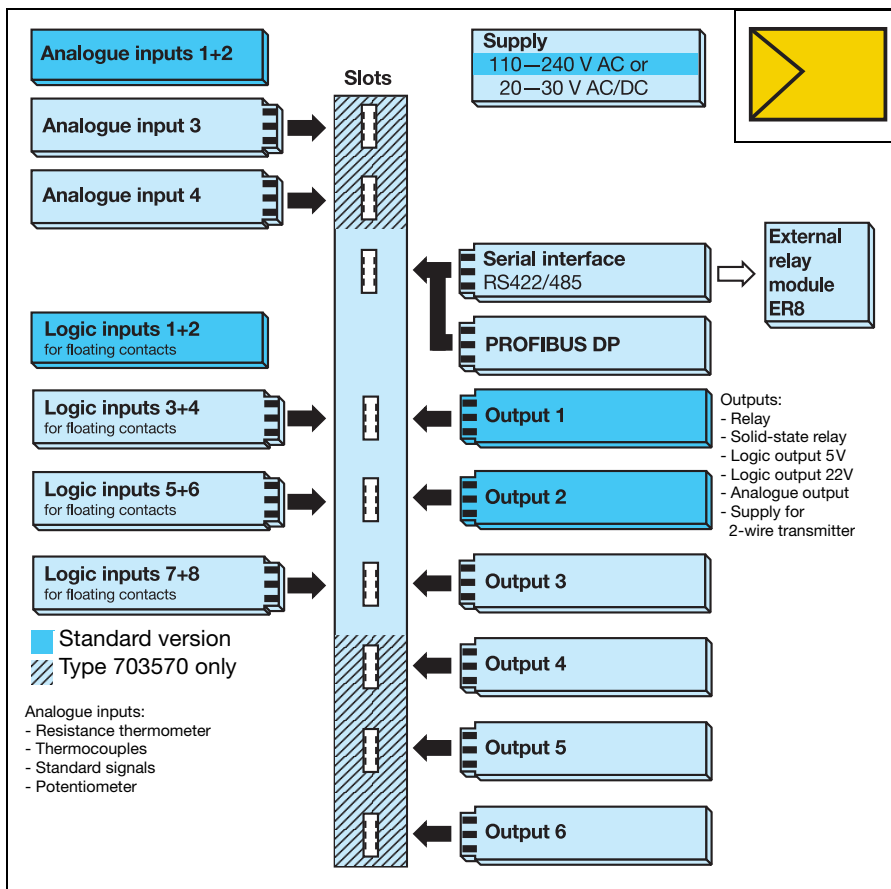 Analogue inputs 1+2
Analogue input 3
Analogue input 4
Slots
Supply
110—240 V AC or
20—30 V AC/DC
Serial interface
RS422/485
External
relay
module
ER8
PROFIBUS DP
Logic inputs 1+2
for floating contacts
Logic inputs 3+4
for floating contacts
Logic inputs 5+6
for floating contacts
Logic inputs 7+8
for floating contacts
Output 1
Output 2
Output 3
Output 4
Output 5
Output 6
Outputs:
- Relay
- Solid-state relay
- Logic output 5V
- Logic output 22V
- Analogue output
- Supply for
2-wire transmitter
Standard version
Type 703570 only
Analogue inputs:
- Resistance thermometer
- Thermocouples
- Standard signals
- Potentiometer